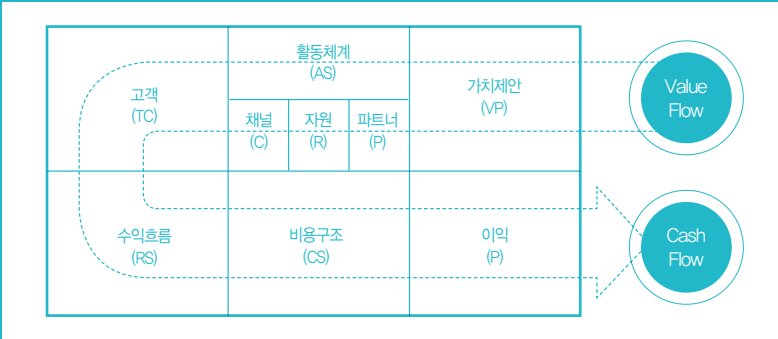 고객
(TC)
활동체계
(AS)
채널
(C)
자원
(R)
파트너
(P)
가치제안
(VP)
Value
Flow
수익흐름
(RS)
비용구조
(CS)
이익
(P)
Cash
Flow